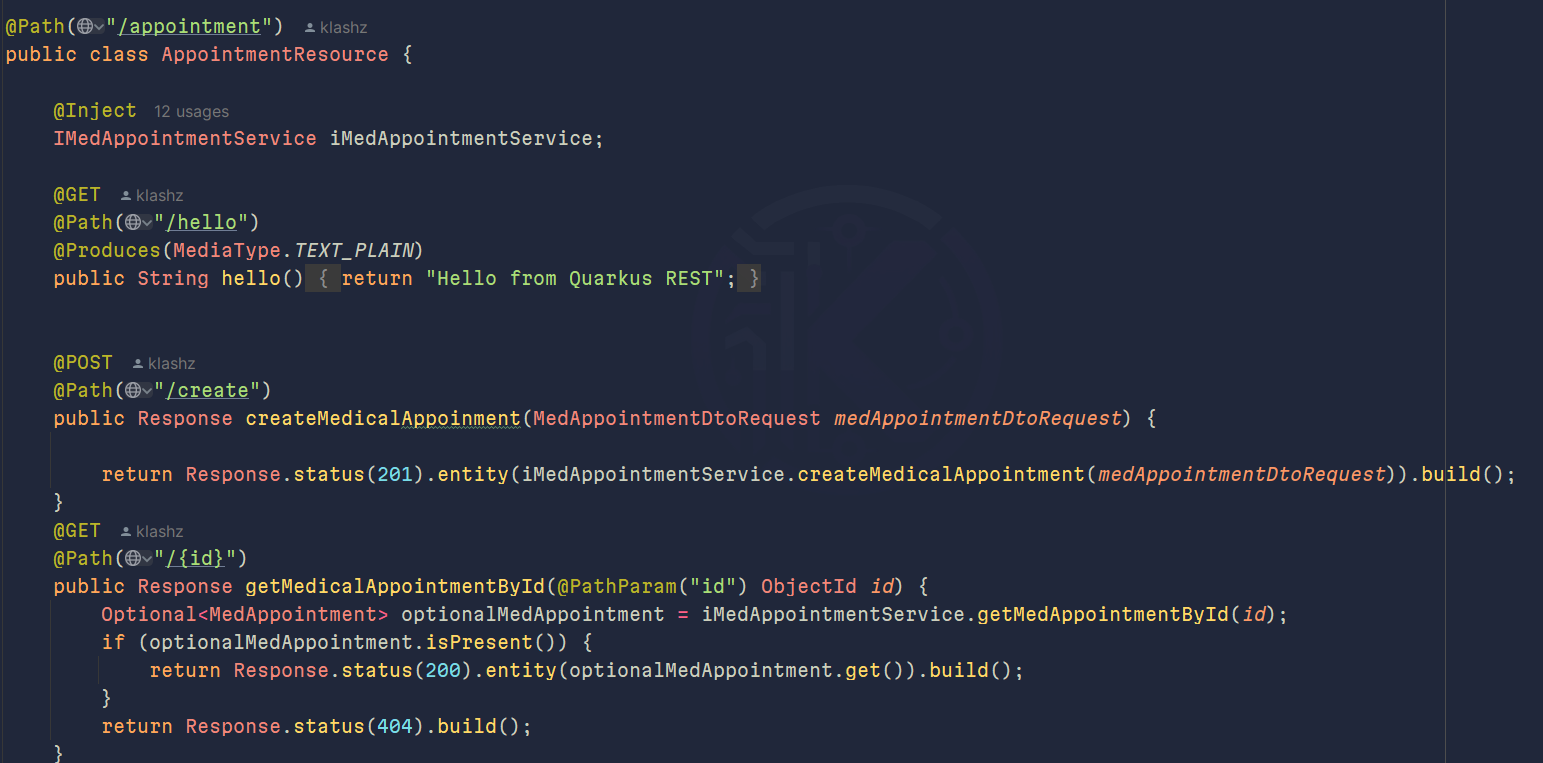 @Path("/appointment") klashz
public class AppointmentResource {
@Inject 12 usages
IMedAppointmentService iMedAppointmentService;
@GET klashz
@Path("/hello")
@Produces(MediaType.TEXT_PLAIN)
public String hello() { return "Hello from Quarkus REST"; }
@POST klashz
@Path("/create")
public Response createMedicalAppoinment(MedAppointmentDtoRequest medAppointmentDtoRequest) {
return Response.status(201).entity(iMedAppointmentService.createMedicalAppointment(medAppointmentDtoRequest)).build();
}
@GET klashz
@Path("/{id}")
public Response getMedicalAppointmentById(@PathParam("id") ObjectId id) {
Optional<MedAppointment> optionalMedAppointment = iMedAppointmentService.getMedAppointmentById(id);
if (optionalMedAppointment.isPresent()) {
return Response.status(200).entity(optionalMedAppointment.get()).build();
}
return Response.status(404).build();
}